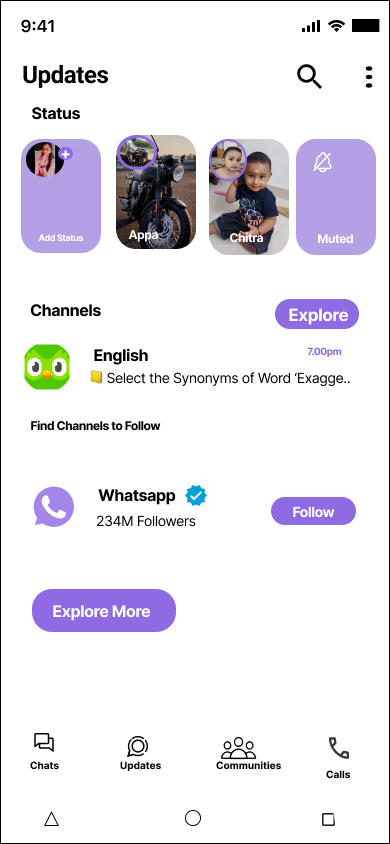 9:41
Updates
Status
Add Status
Appa
Chitra
Muted
Channels
Explore
English
7.00pm
Select the Synonyms of Word ‘Exagge..
Find Channels to Follow
Whatsapp
234M Followers
Follow
Explore More
Chats
Updates
Communities
Calls